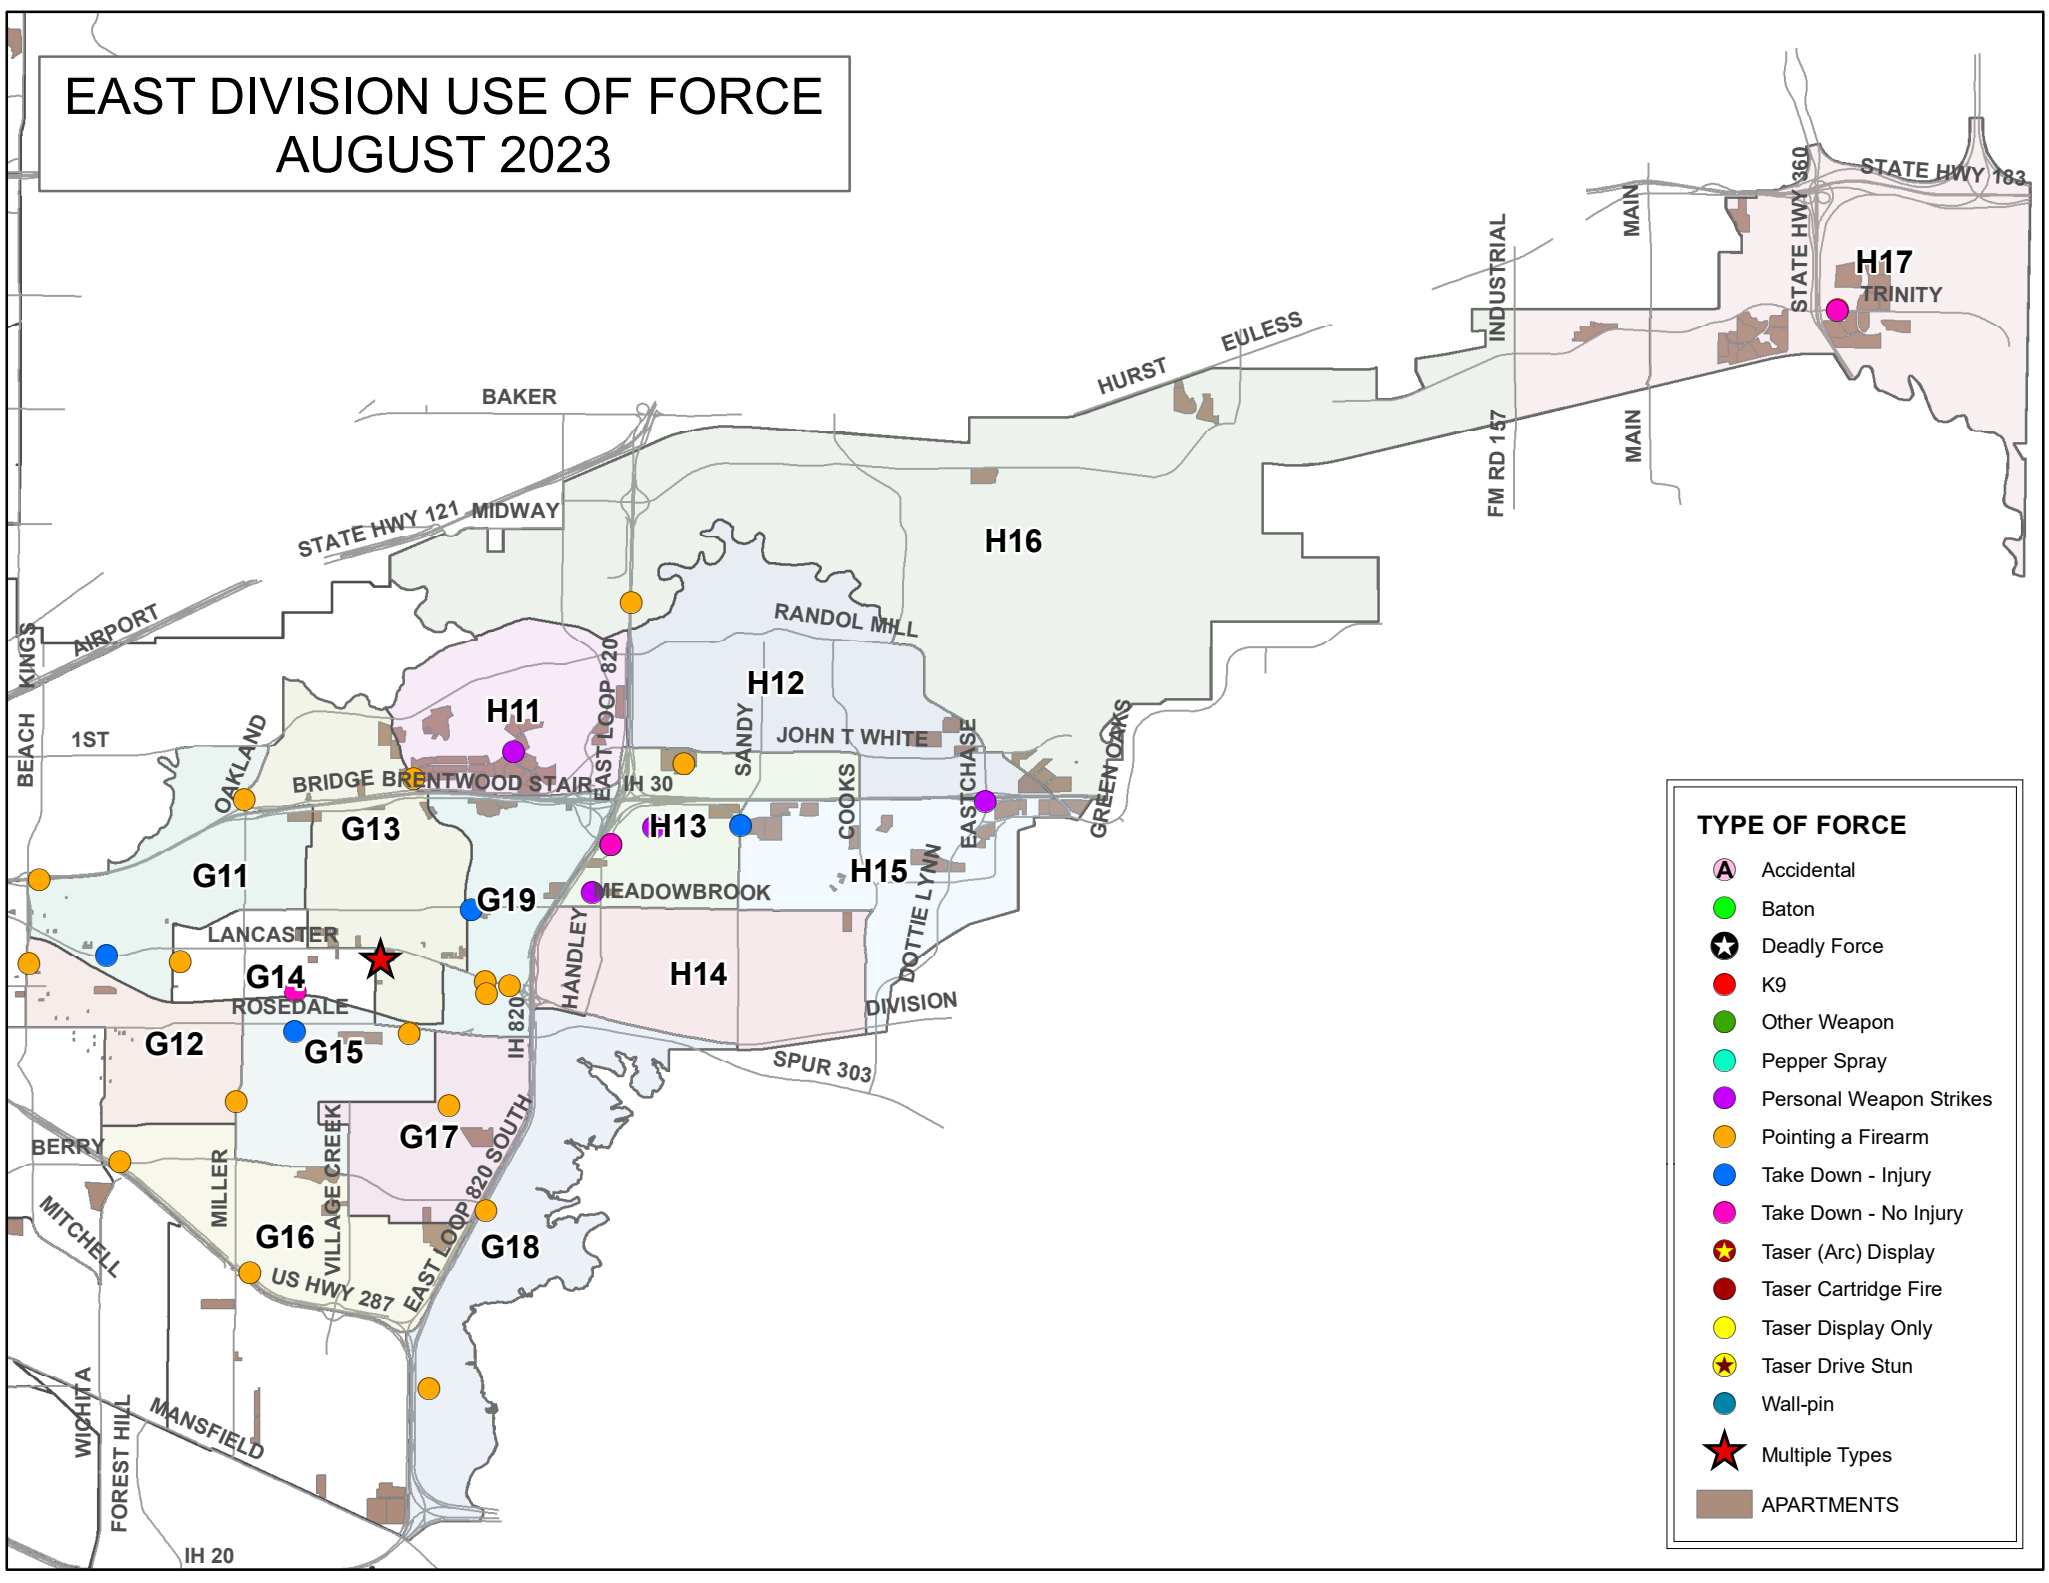 EAST DIVISION USE OF FORCE
AUGUST 2023
STATE HWY 360
STATE HWY 183
MAIN
INDUSTRIAL
H17
TRINITY
EULESS
HURST
BAKER
FM RD 157
MAIN
STATE HWY 121
MIDWAY
H16
AIRPORT
KINGS
RANDOL MILL
EAST LOOP 820
H12
H11
SANDY
JOHN T WHITE
EASTCHASE
GREEN OAKS
BEACH
1ST
OAKLAND
BRIDGE
BRENTWOOD STAIR
IH 30
COOKS
G13
H13
G11
H15
G19
MEADOWBROOK
DOTTIE LYNN
LANCASTER
HANDLEY
G14
H14
ROSEDALE
DIVISION
IH 820
G12
G15
SPUR 303
G17
BERRY
MILLER
VILLAGE CREEK
EAST LOOP 820 SOUTH
MITCHELL
G16
G18
US HWY 287
WICHITA
FOREST HILL
MANSFIELD
IH 20
TYPE OF FORCE
A Accidental
Baton
Deadly Force
K9
Other Weapon
Pepper Spray
Personal Weapon Strikes
Pointing a Firearm
Take Down - Injury
Take Down - No Injury
Taser (Arc) Display
Taser Cartridge Fire
Taser Display Only
Taser Drive Stun
Wall-pin
Multiple Types
APARTMENTS